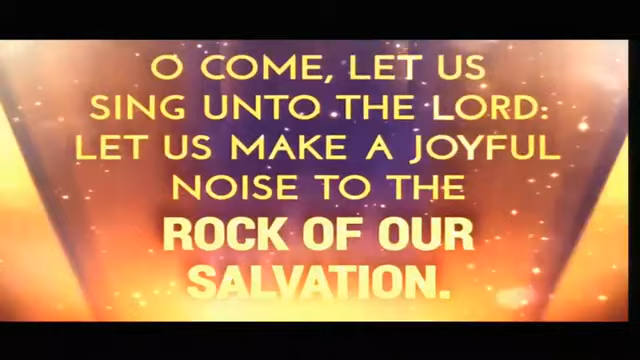 O COME, LET US
SING UNTO THE LORD:
LET US MAKE A JOYFUL
NOISE TO THE
ROCK OF OUR
SALVATION.